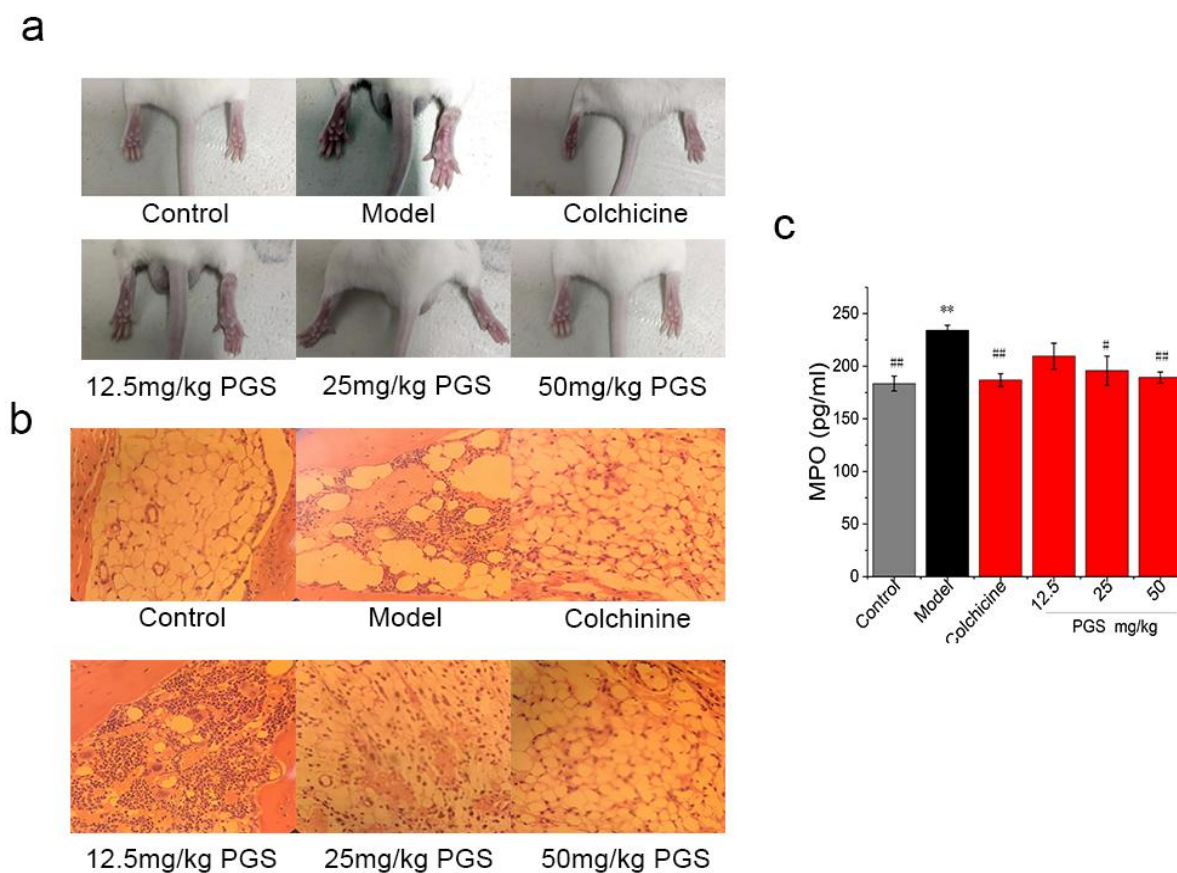 a
Control Model Colchicine
12.5mg/kg PGS 25mg/kg PGS 50mg/kg PGS
b
Control Model Colchinine
12.5mg/kg PGS 25mg/kg PGS 50mg/kg PGS
c
MPO (pg/ml)
250
200
150
100
50
0
## ** ## # ##
Control Model Colchicine 12.5 25 50
PGS mg/kg